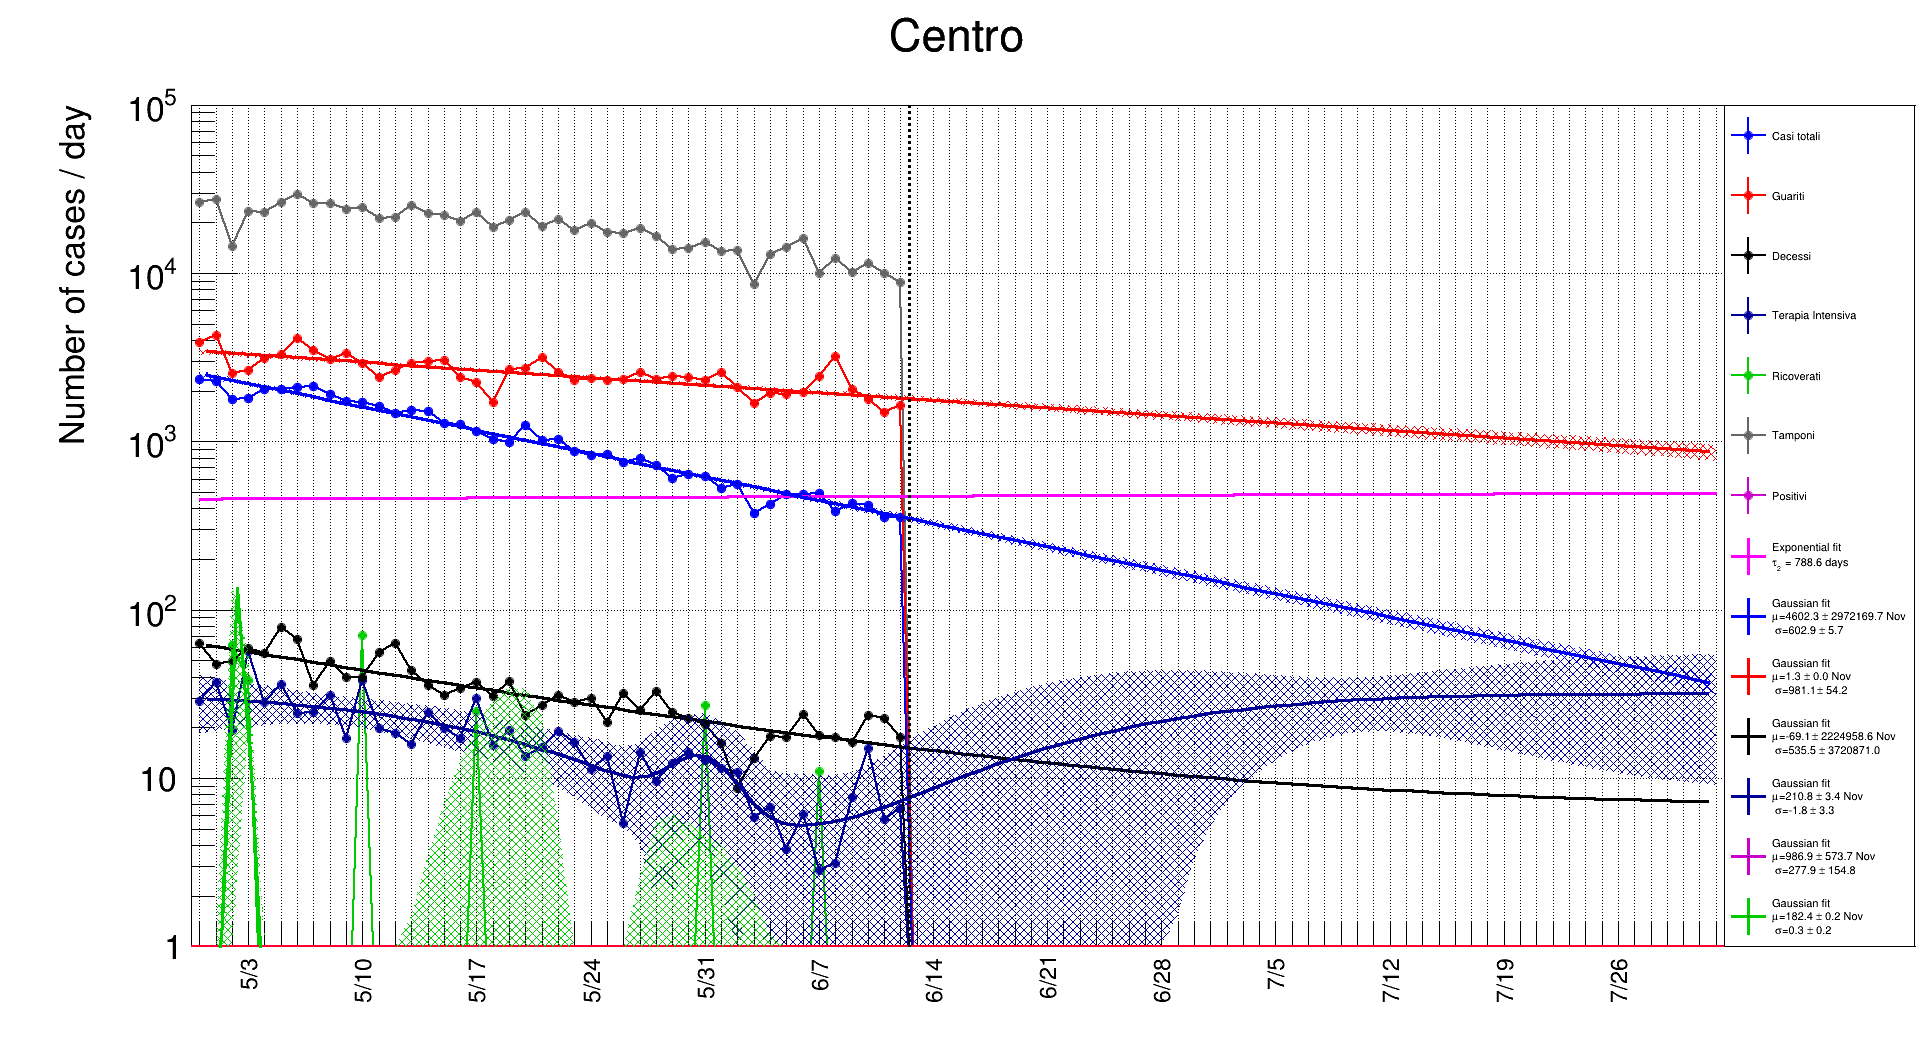 Centro
Number of cases / day
10^5
10^4
10^3
10^2
10
1
5/3
5/10
5/17
5/24
5/31
6/7
6/14
6/21
6/28
7/5
7/12
7/19
7/26
Casi totali
Guariti
Decessi
Terapia Intensiva
Ricoverati
Tamponi
Positivi
Exponential fit
τ₂ = 788.6 days
Gaussian fit
μ=4602.3 ± 2972169.7 Nov
σ=602.9 ± 5.7
Gaussian fit
μ=1.3 ± 0.0 Nov
σ=981.1 ± 54.2
Gaussian fit
μ=-69.1 ± 2224958.6 Nov
σ=535.5 ± 3720871.0
Gaussian fit
μ=210.8 ± 3.4 Nov
σ=-1.8 ± 3.3
Gaussian fit
μ=986.9 ± 573.7 Nov
σ=277.9 ± 154.8
Gaussian fit
μ=182.4 ± 0.2 Nov
σ=0.3 ± 0.2